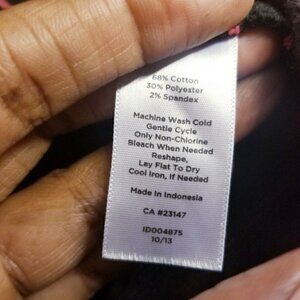 68% Cotton
30% Polyester
2% Spandex
Machine Wash Cold
Gentle Cycle
Only Non-Chlorine
Bleach When Needed
Reshape,
Lay Flat To Dry
Cool Iron, If Needed
Made In Indonesia
CA #23147
ID004875
10/13